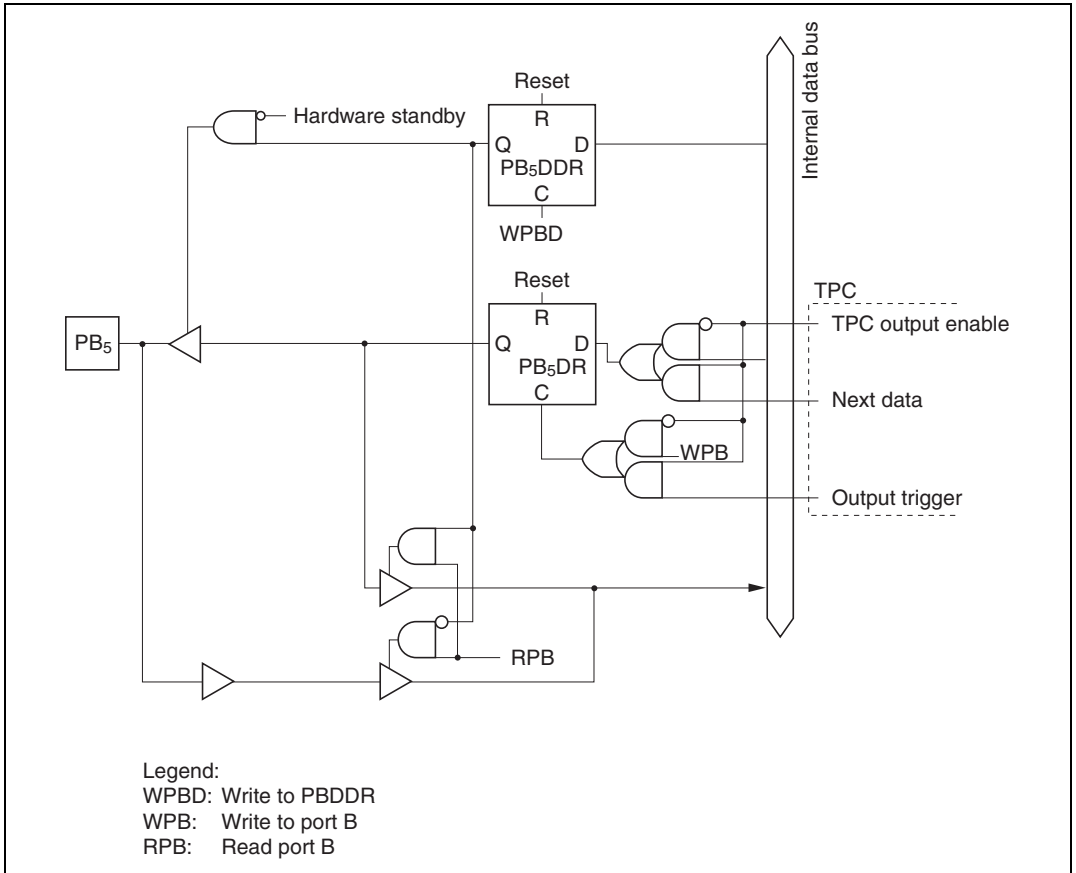 Internal data bus
Reset
Hardware standby
R
Q D
PB₅DDR
C
WPBD
Reset
TPC
R
TPC output enable
PB₅
Q D
PB₅DR
C
Next data
WPB
Output trigger
RPB
Legend:
WPBD: Write to PBDDR
WPB: Write to port B
RPB: Read port B